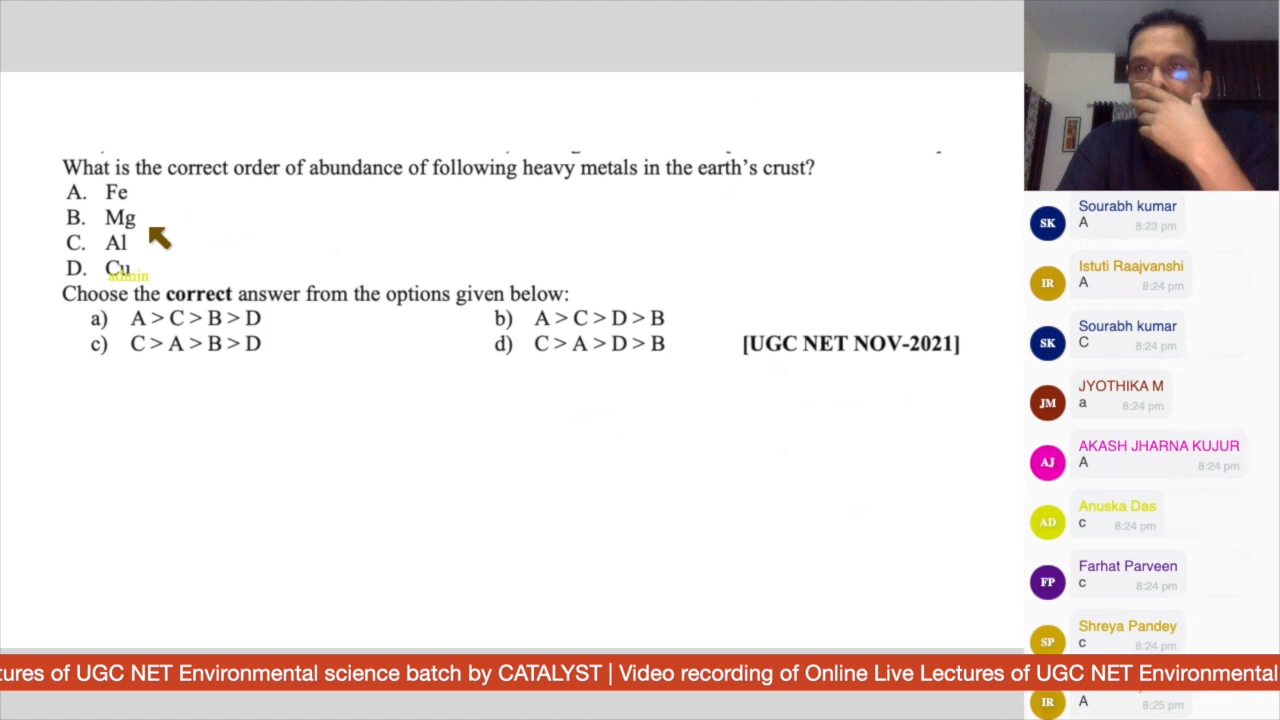 What is the correct order of abundance of following heavy metals in the earth's crust?
A. Fe
B. Mg
C. Al
D. Cu
admin
Choose the correct answer from the options given below:
a) A > C > B > D b) A > C > D > B
c) C > A > B > D d) C > A > D > B [UGC NET NOV-2021]
SK Sourabh kumar
A 8:23 pm
IR Istuti Raajvanshi
A 8:24 pm
SK Sourabh kumar
C 8:24 pm
JM JYOTHIKA M
a 8:24 pm
AJ AKASH JHARNA KUJUR
A 8:24 pm
AD Anuska Das
c 8:24 pm
FP Farhat Parveen
c 8:24 pm
SP Shreya Pandey
c 8:24 pm
tures of UGC NET Environmental science batch by CATALYST | Video recording of Online Live Lectures of UGC NET Environmental
IR A 8:25 pm